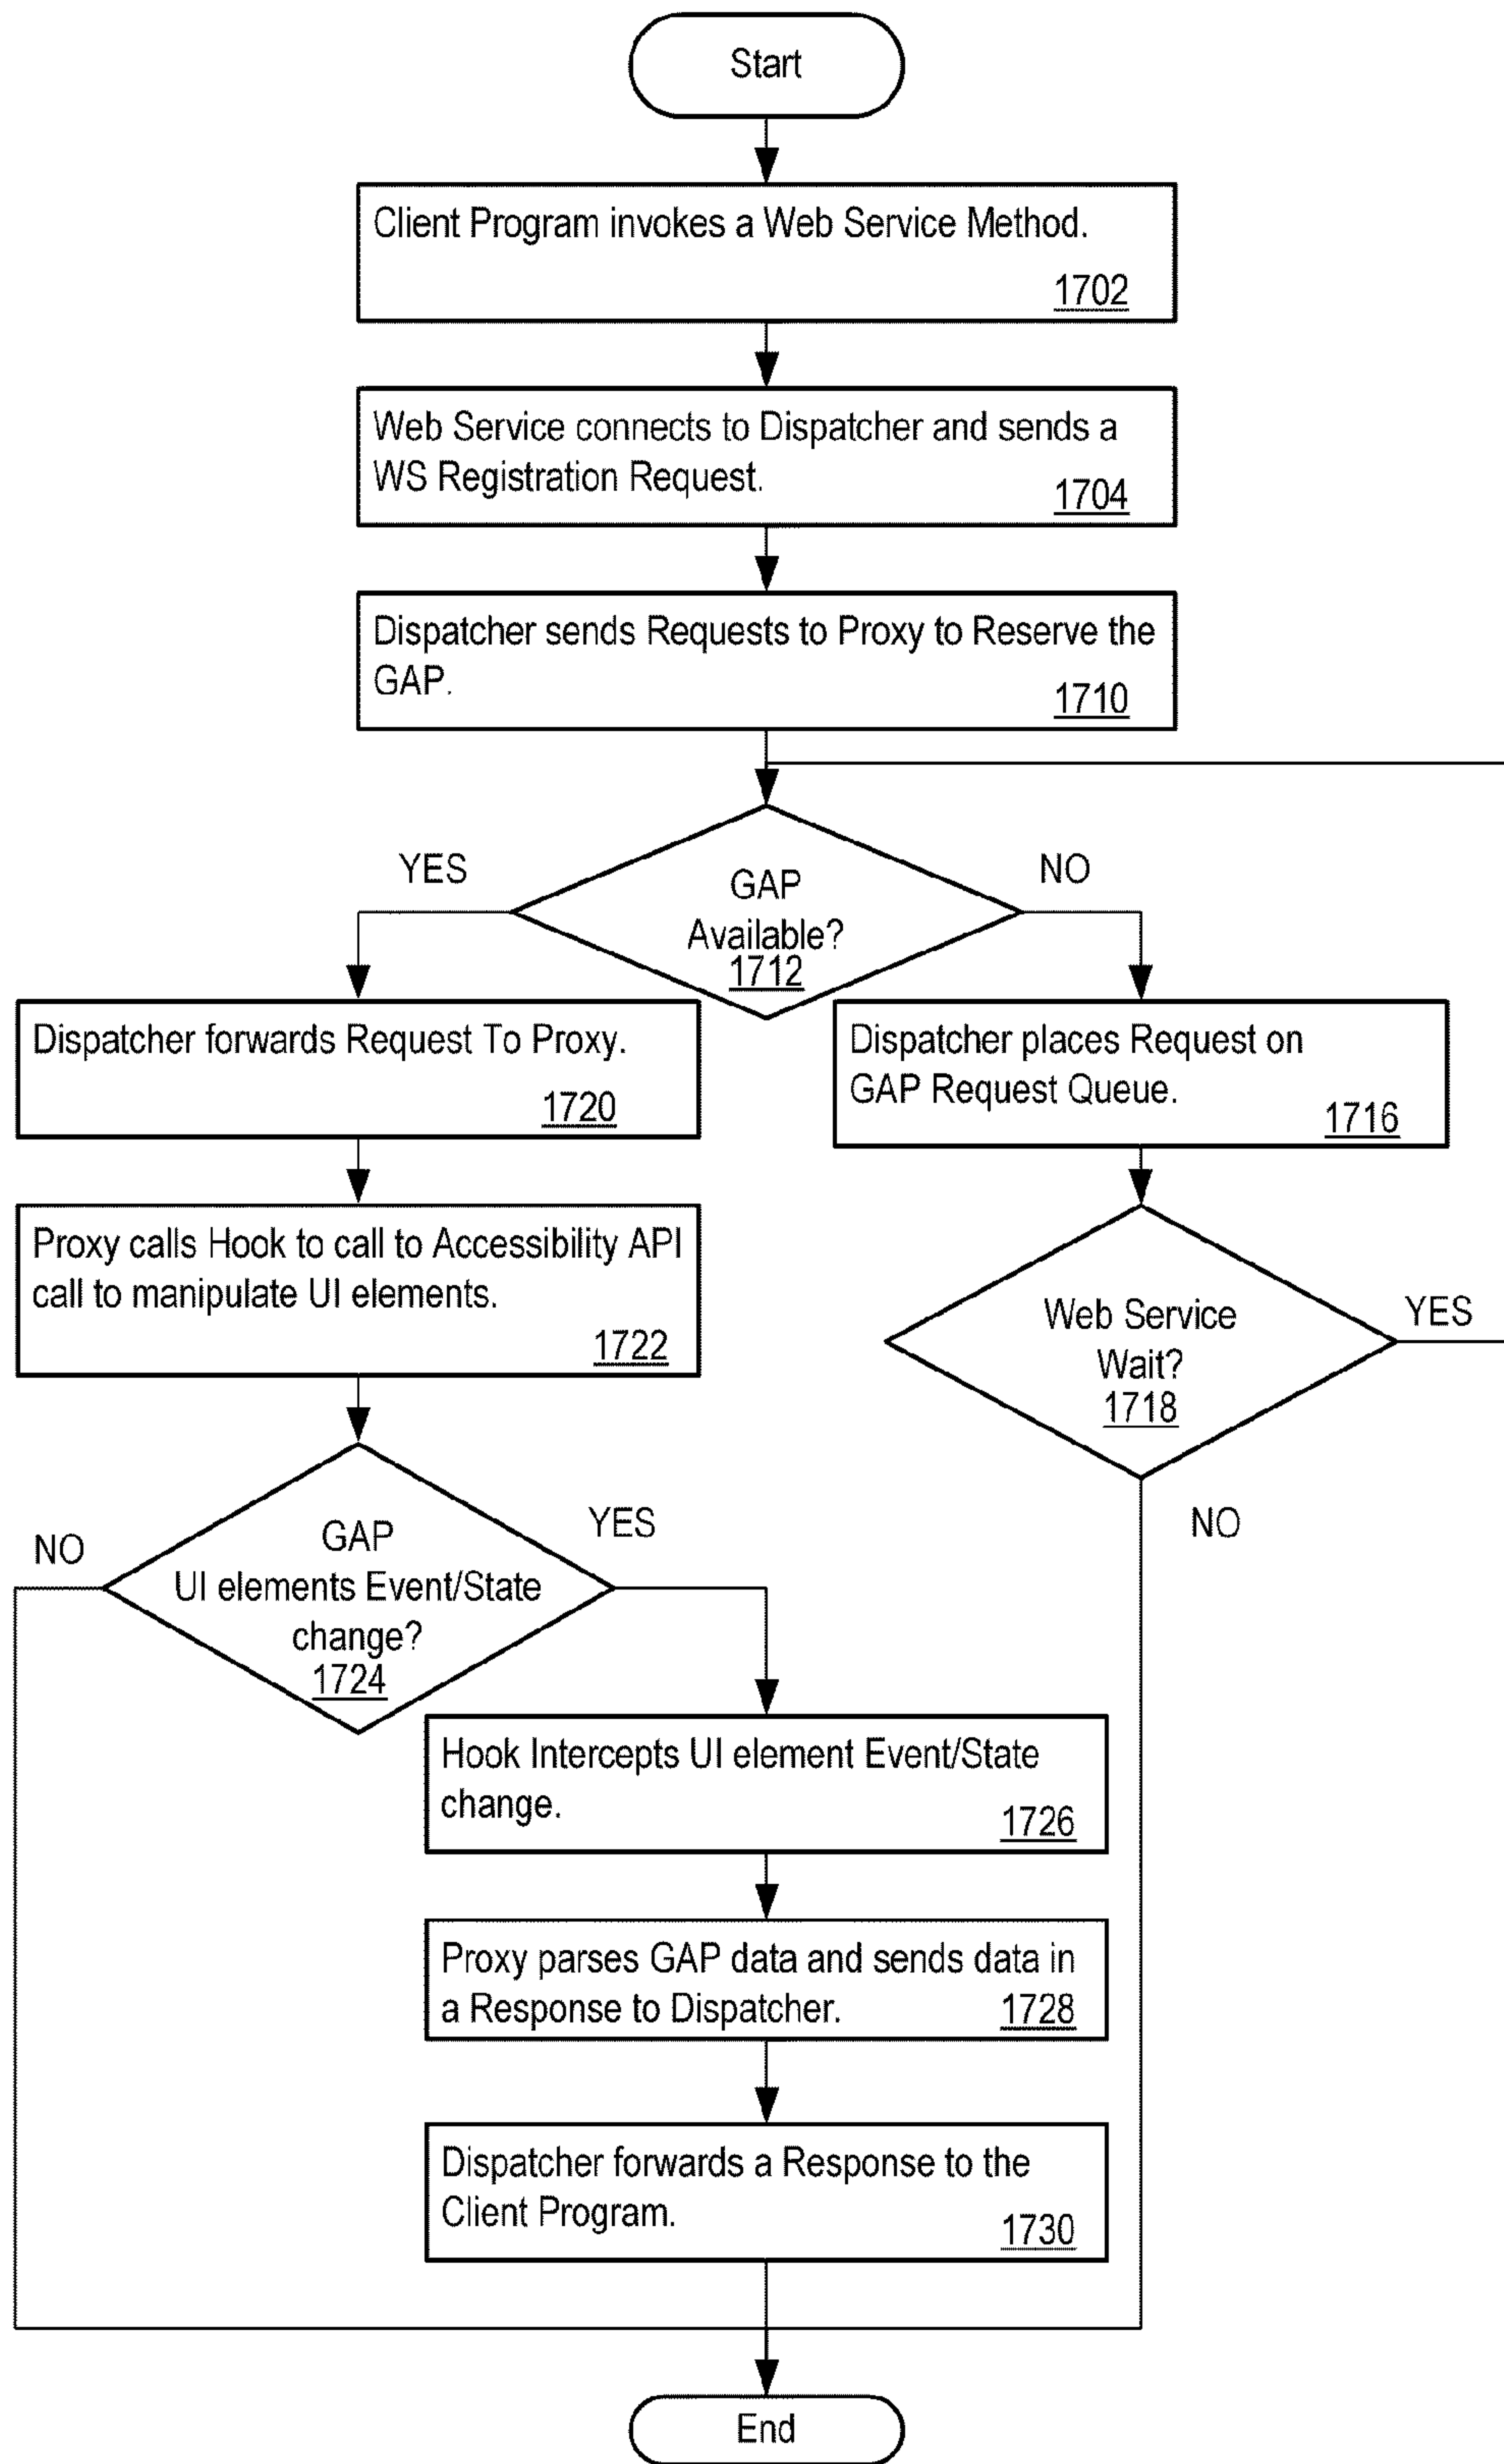 Start
Client Program invokes a Web Service Method.
1702
Web Service connects to Dispatcher and sends a
WS Registration Request.
1704
Dispatcher sends Requests to Proxy to Reserve the
GAP.
1710
YES
NO
GAP
Available?
1712
Dispatcher forwards Request To Proxy.
1720
Dispatcher places Request on
GAP Request Queue.
1716
Proxy calls Hook to call to Accessibility API
call to manipulate UI elements.
1722
Web Service
Wait?
1718
YES
NO
NO
YES
GAP
UI elements Event/State
change?
1724
Hook Intercepts UI element Event/State
change.
1726
Proxy parses GAP data and sends data in
a Response to Dispatcher.
1728
Dispatcher forwards a Response to the
Client Program.
1730
End